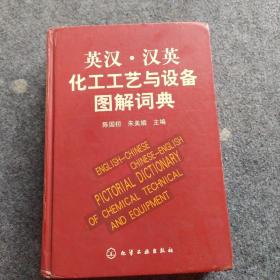 英汉·汉英
化工工艺与设备
图解词典
陈国桓 朱美娥 主编
ENGLISH-CHINESE CHINESE-ENGLISH
PICTORIAL DICTIONARY
OF CHEMICAL TECHNICAL
AND EQUIPMENT
化学工业出版社